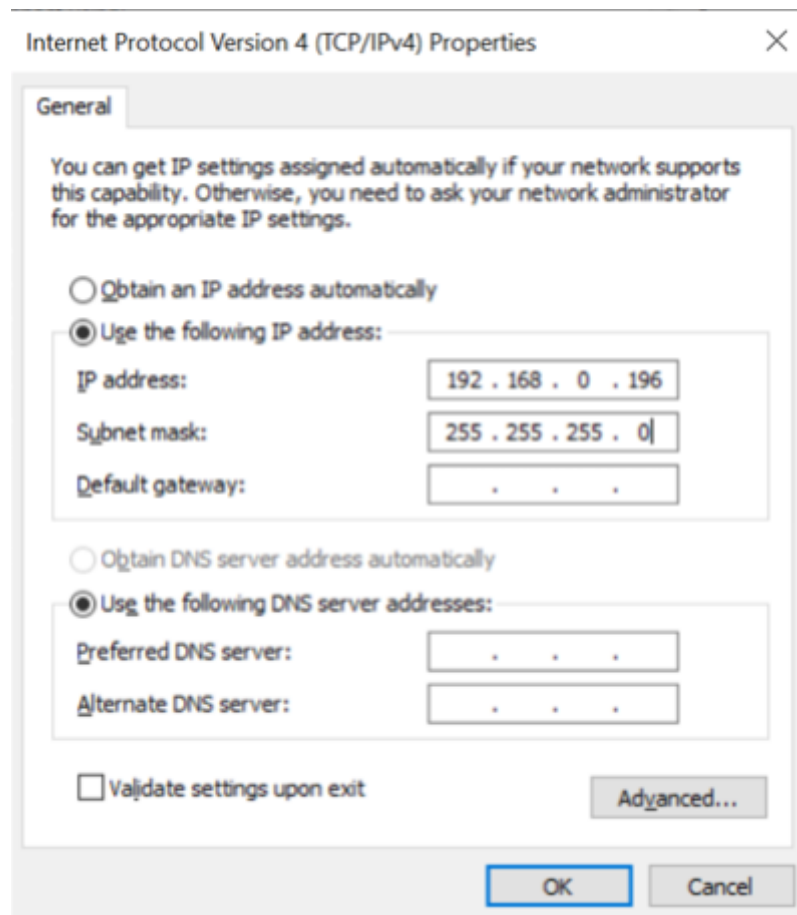 Internet Protocol Version 4 (TCP/IPv4) Properties
General
You can get IP settings assigned automatically if your network supports
this capability. Otherwise, you need to ask your network administrator
for the appropriate IP settings.
Obtain an IP address automatically
Use the following IP address:
IP address: 192 . 168 . 0 . 196
Subnet mask: 255 . 255 . 255 . 0
Default gateway: . . .
Obtain DNS server address automatically
Use the following DNS server addresses:
Preferred DNS server: . . .
Alternate DNS server: . . .
Validate settings upon exit
Advanced...
OK Cancel